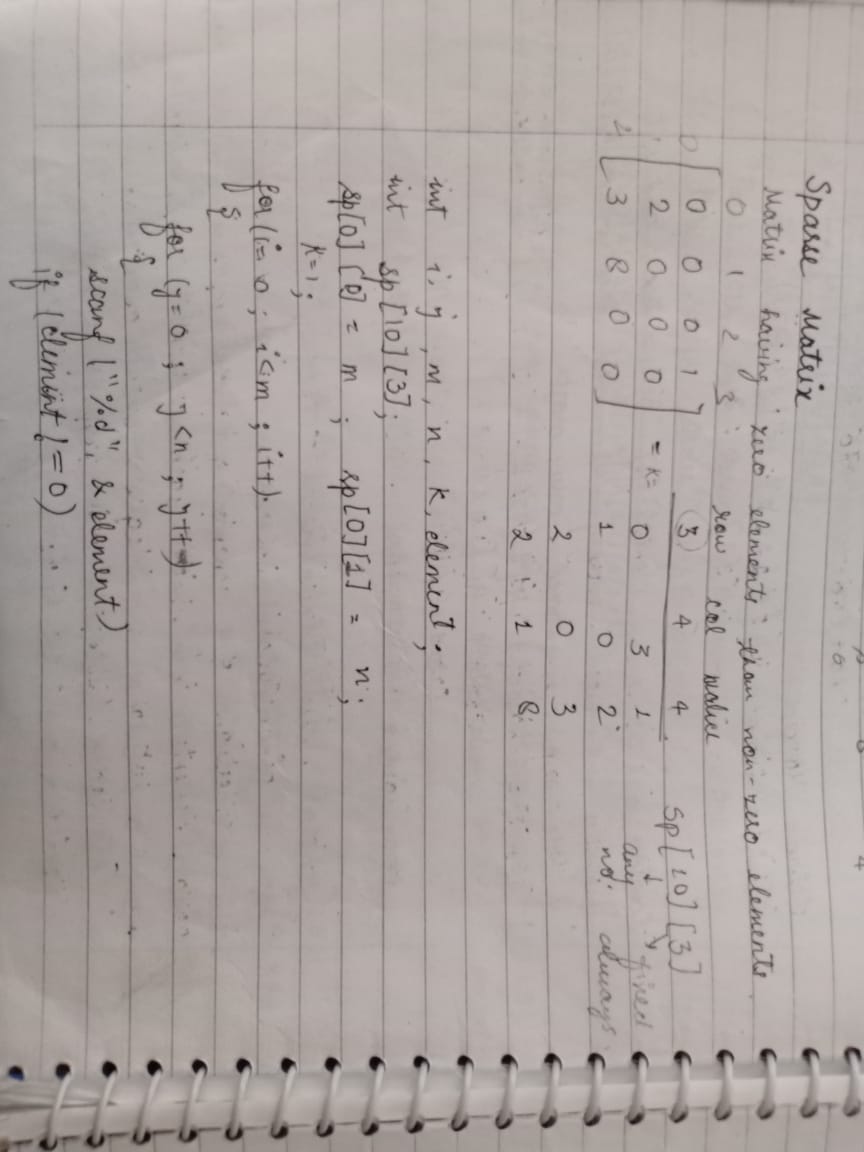 Sparse Matrix
Matrix having zero elements than non-zero elements.
0 1 2 3
row col value
0 0 0 0 1
3 4 4
sp[10][3]
1 2 0 0 0
= K=
0 3 1
any no.
fixed always
2 3 8 0 0
1 0 2
2 0 3
2 1 8
int i, j, m, n, k, element;
int sp[10][3];
sp[0][0] = m ; sp[0][1] = n;
K=1;
for(i= 0 ; i<m ; i++)
{
for (j=0 ; j<n ; j++)
{
scanf ("%d", & element)
if (element != 0)